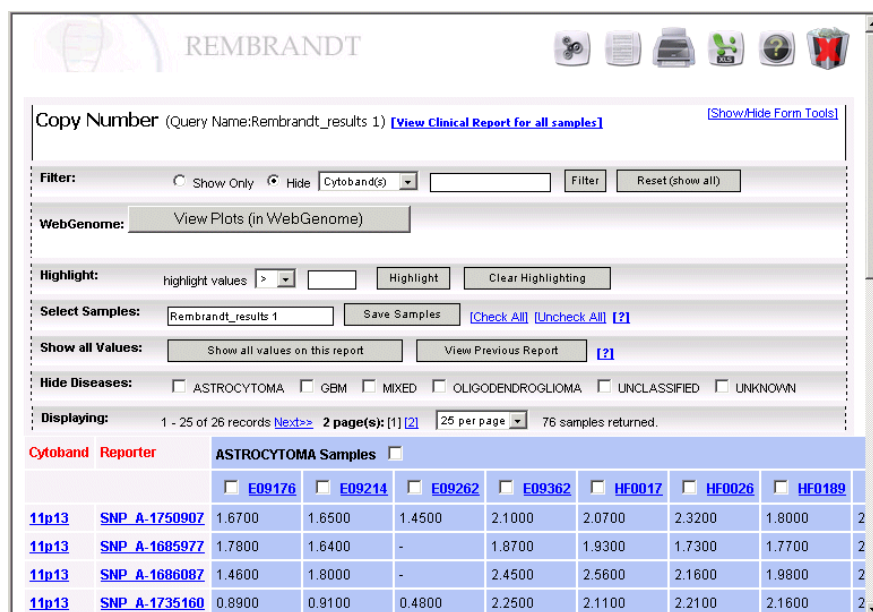 REMBRANDT
XLS
?
Copy Number (Query Name:Rembrandt_results 1) [View Clinical Report for all samples] [Show/Hide Form Tools]
Filter: Show Only Hide Cytoband(s) Filter Reset (show all)
WebGenome: View Plots (in WebGenome)
Highlight: highlight values > Highlight Clear Highlighting
Select Samples: Rembrandt_results 1 Save Samples [Check All] [Uncheck All] [?]
Show all Values: Show all values on this report View Previous Report [?]
Hide Diseases: ASTROCYTOMA GBM MIXED OLIGODENDROGLIOMA UNCLASSIFIED UNKNOWN
Displaying: 1 - 25 of 26 records Next>> 2 page(s): [1] [2] 25 per page 76 samples returned.
Cytoband Reporter ASTROCYTOMA Samples
E09176 E09214 E09262 E09362 HF0017 HF0026 HF0189
11p13 SNP_A-1750907 1.6700 1.6500 1.4500 2.1000 2.0700 2.3200 1.8000 2
11p13 SNP_A-1685977 1.7800 1.6400 - 1.8700 1.9300 1.7300 1.7700 2
11p13 SNP_A-1686087 1.4600 1.8000 - 2.4500 2.5600 2.1600 1.9800 2
11p13 SNP_A-1735160 0.8900 0.9100 0.4800 2.2500 2.1100 2.2100 2.1600 2